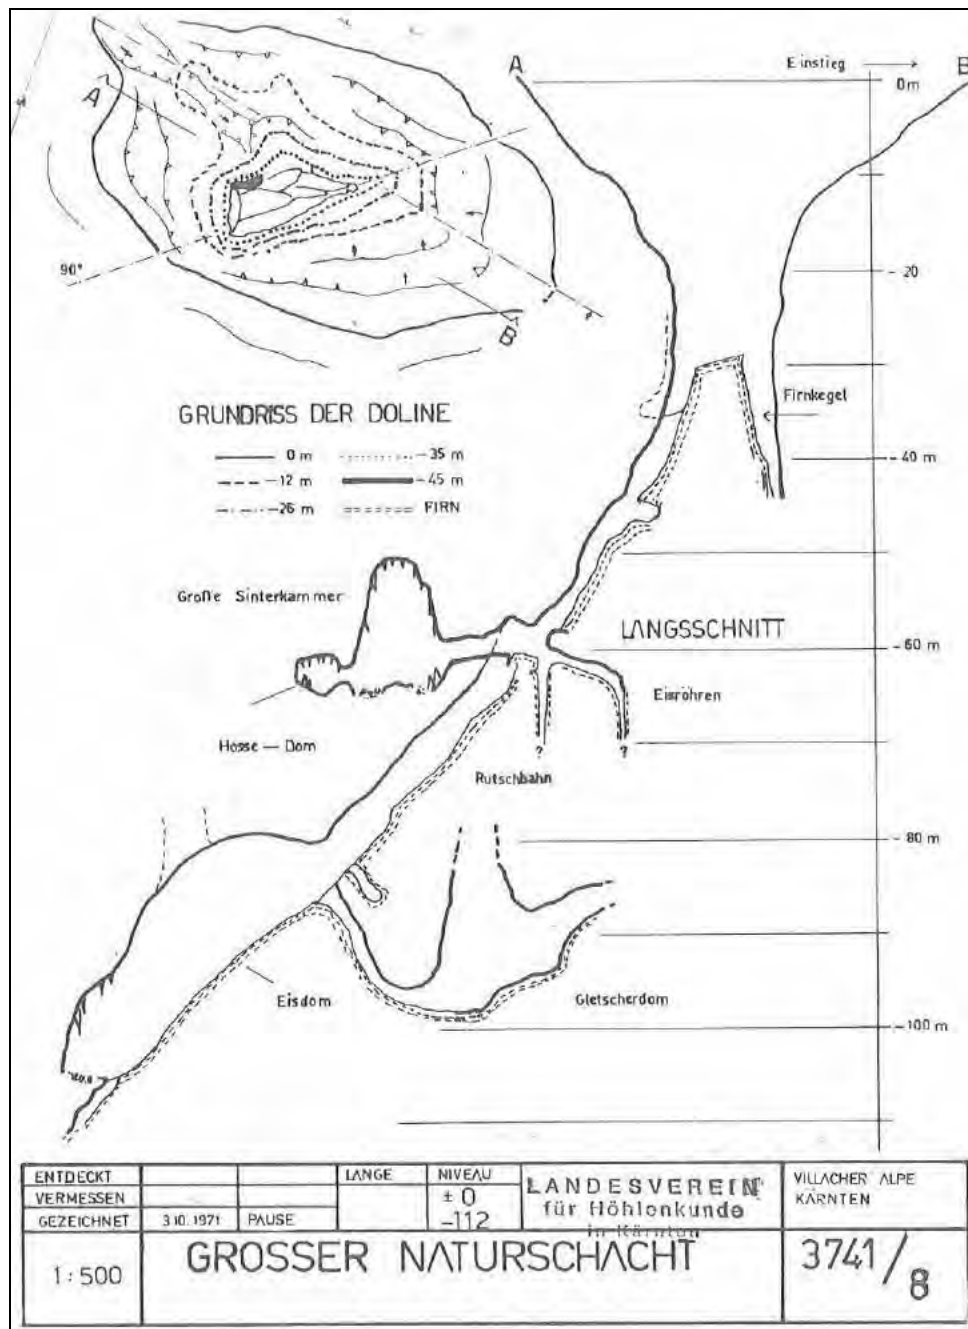 A
Einstieg
B
0m
A
90°
B
-20
GRUNDRISS DER DOLINE
Firnkegel
0 m
-35 m
-12 m
-45 m
-40 m
-26 m
FIRN
Große Sinterkammer
LANGSSCHNITT
-60 m
Eisröhren
Hosse — Dom
?
?
Rutschbahn
-80 m
Eisdom
Gletscherdom
-100 m
ENTDECKT
LANGE
NIVEAU
LANDESVEREIN
VILLACHER ALPE
VERMESSEN
± 0
für Höhlenkunde
KÄRNTEN
GEZEICHNET
3.10. 1971
PAUSE
-112
in Kärnten
1:500
GROSSER NATURSCHACHT
3741/8